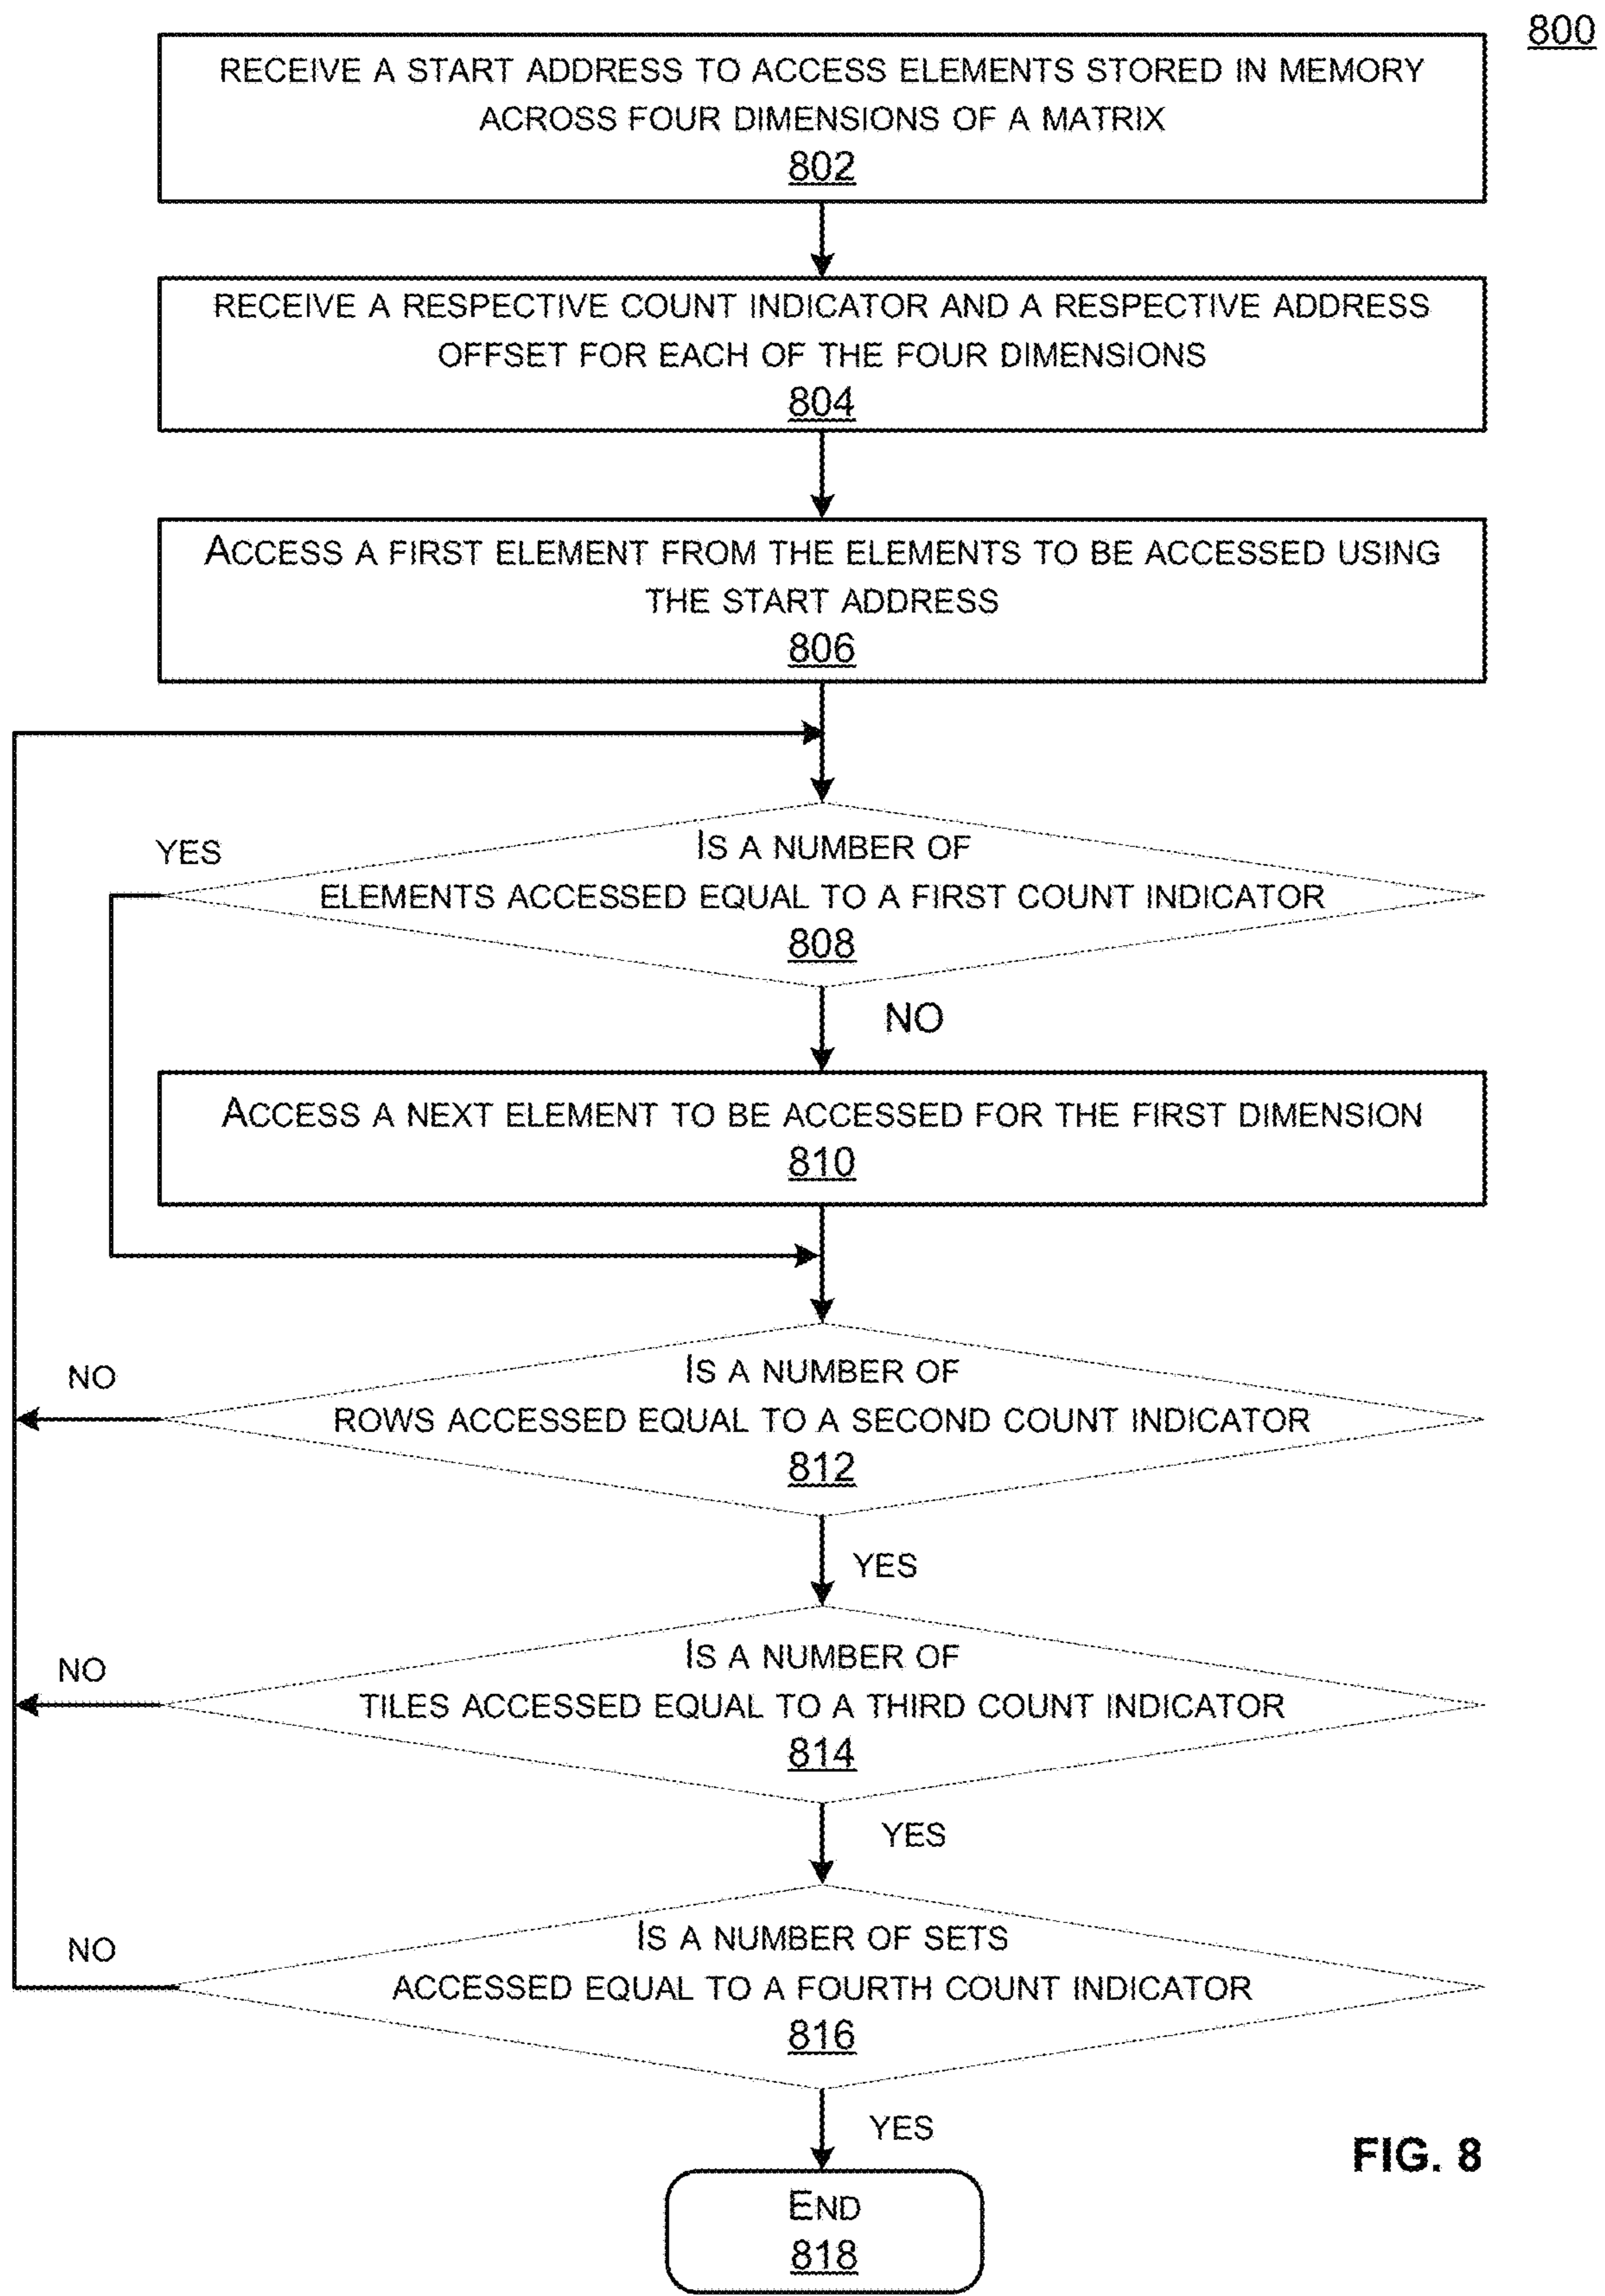 800
RECEIVE A START ADDRESS TO ACCESS ELEMENTS STORED IN MEMORY
ACROSS FOUR DIMENSIONS OF A MATRIX
802
RECEIVE A RESPECTIVE COUNT INDICATOR AND A RESPECTIVE ADDRESS
OFFSET FOR EACH OF THE FOUR DIMENSIONS
804
ACCESS A FIRST ELEMENT FROM THE ELEMENTS TO BE ACCESSED USING
THE START ADDRESS
806
YES
IS A NUMBER OF
ELEMENTS ACCESSED EQUAL TO A FIRST COUNT INDICATOR
808
NO
ACCESS A NEXT ELEMENT TO BE ACCESSED FOR THE FIRST DIMENSION
810
NO
IS A NUMBER OF
ROWS ACCESSED EQUAL TO A SECOND COUNT INDICATOR
812
YES
NO
IS A NUMBER OF
TILES ACCESSED EQUAL TO A THIRD COUNT INDICATOR
814
YES
NO
IS A NUMBER OF SETS
ACCESSED EQUAL TO A FOURTH COUNT INDICATOR
816
YES
FIG. 8
END
818